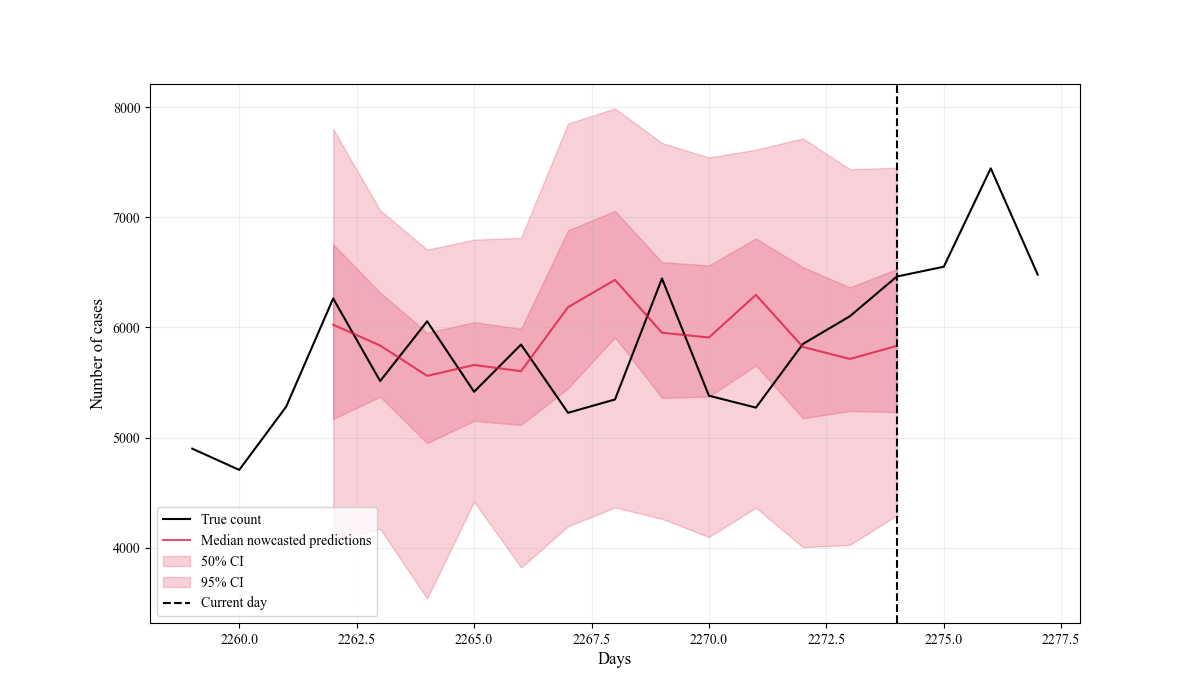 8000
7000
6000
5000
4000
Number of cases
True count
Median nowcasted predictions
50% CI
95% CI
Current day
2260.0 2262.5 2265.0 2267.5 2270.0 2272.5 2275.0 2277.5
Days